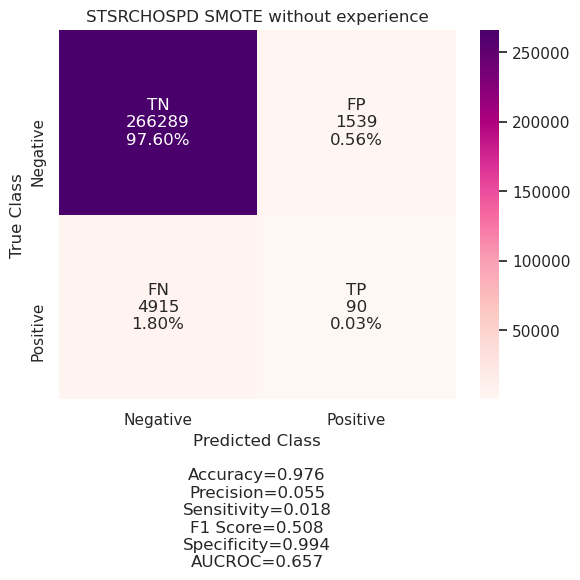 STSRCHOSPD SMOTE without experience
True Class
Negative
Positive
TN
266289
97.60%
FP
1539
0.56%
FN
4915
1.80%
TP
90
0.03%
250000
200000
150000
100000
50000
Negative
Positive
Predicted Class
Accuracy=0.976
Precision=0.055
Sensitivity=0.018
F1 Score=0.508
Specificity=0.994
AUCROC=0.657